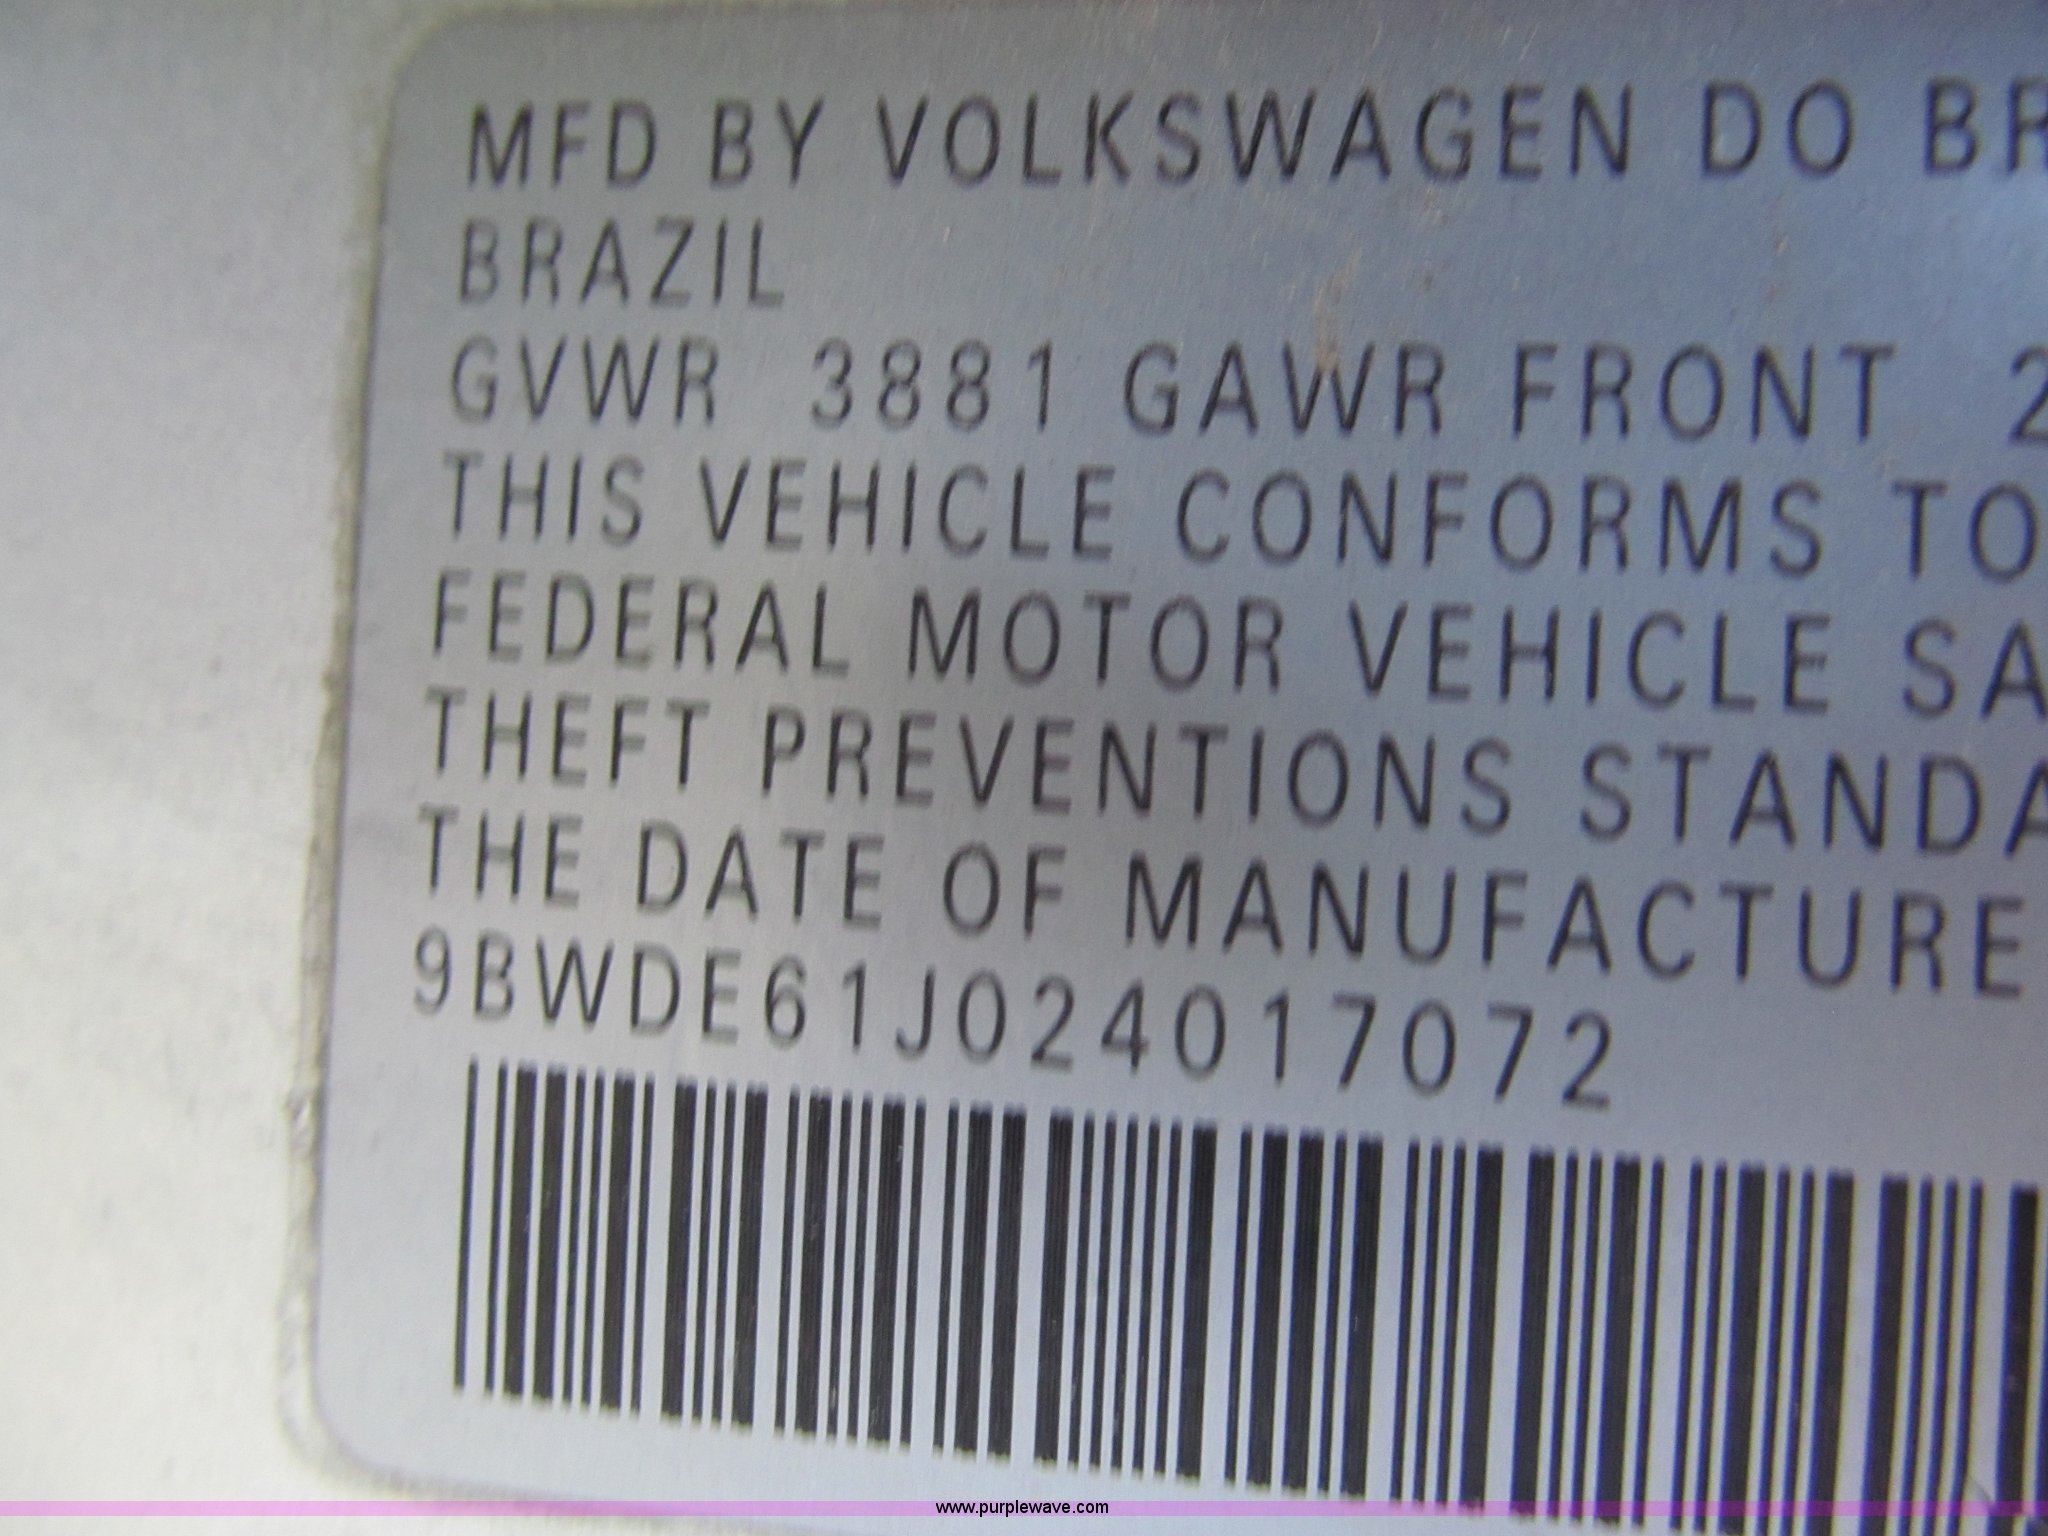 MFD BY VOLKSWAGEN DO BR
BRAZIL
GVWR 3881 GAWR FRONT 2
THIS VEHICLE CONFORMS TO
FEDERAL MOTOR VEHICLE SA
THEFT PREVENTIONS STANDA
THE DATE OF MANUFACTURE
9BWDE61J024017072
www.purplewave.com